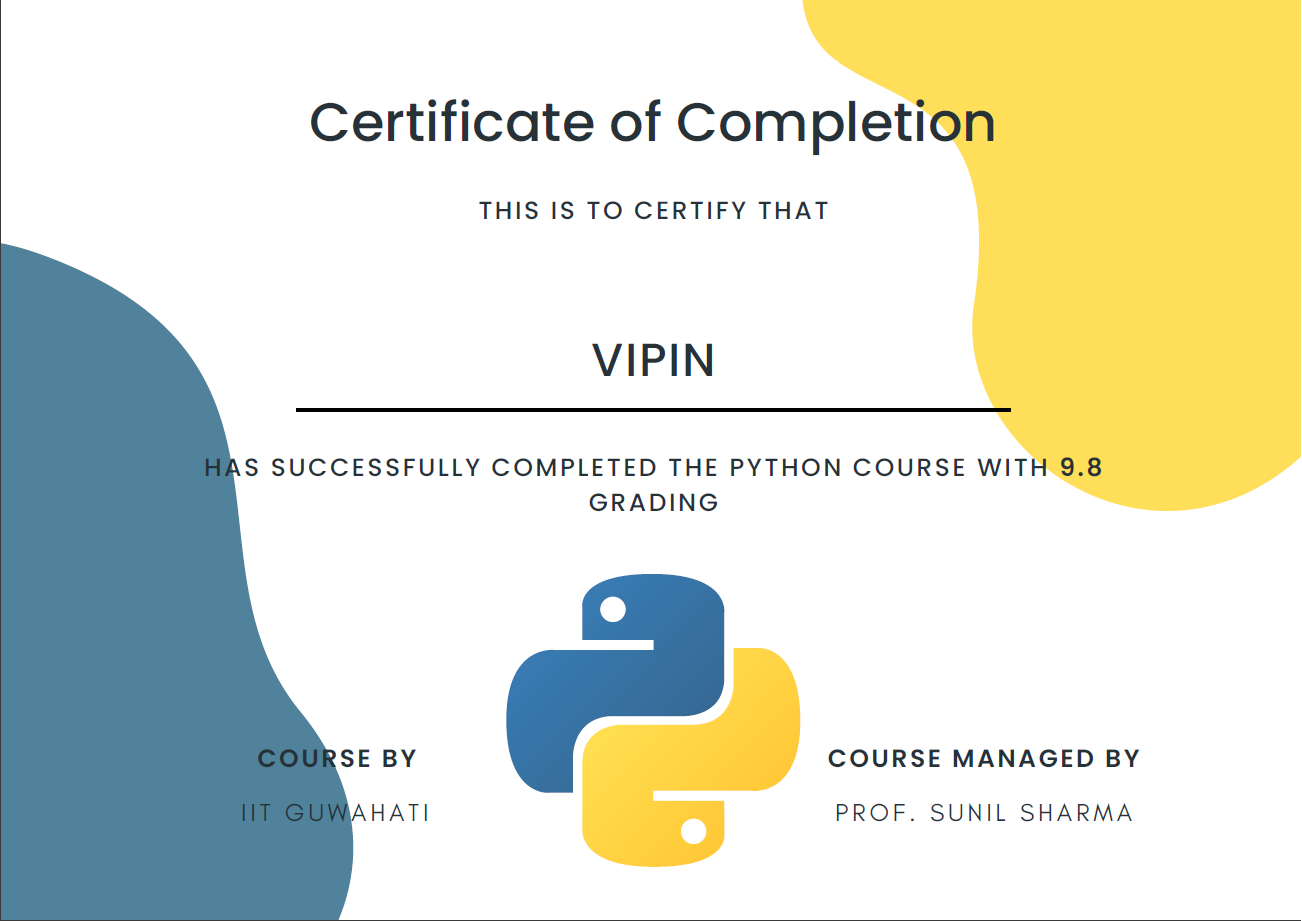 Certificate of Completion
THIS IS TO CERTIFY THAT
VIPIN
HAS SUCCESSFULLY COMPLETED THE PYTHON COURSE WITH 9.8
GRADING
COURSE BY
IIT GUWAHATI
COURSE MANAGED BY
PROF. SUNIL SHARMA